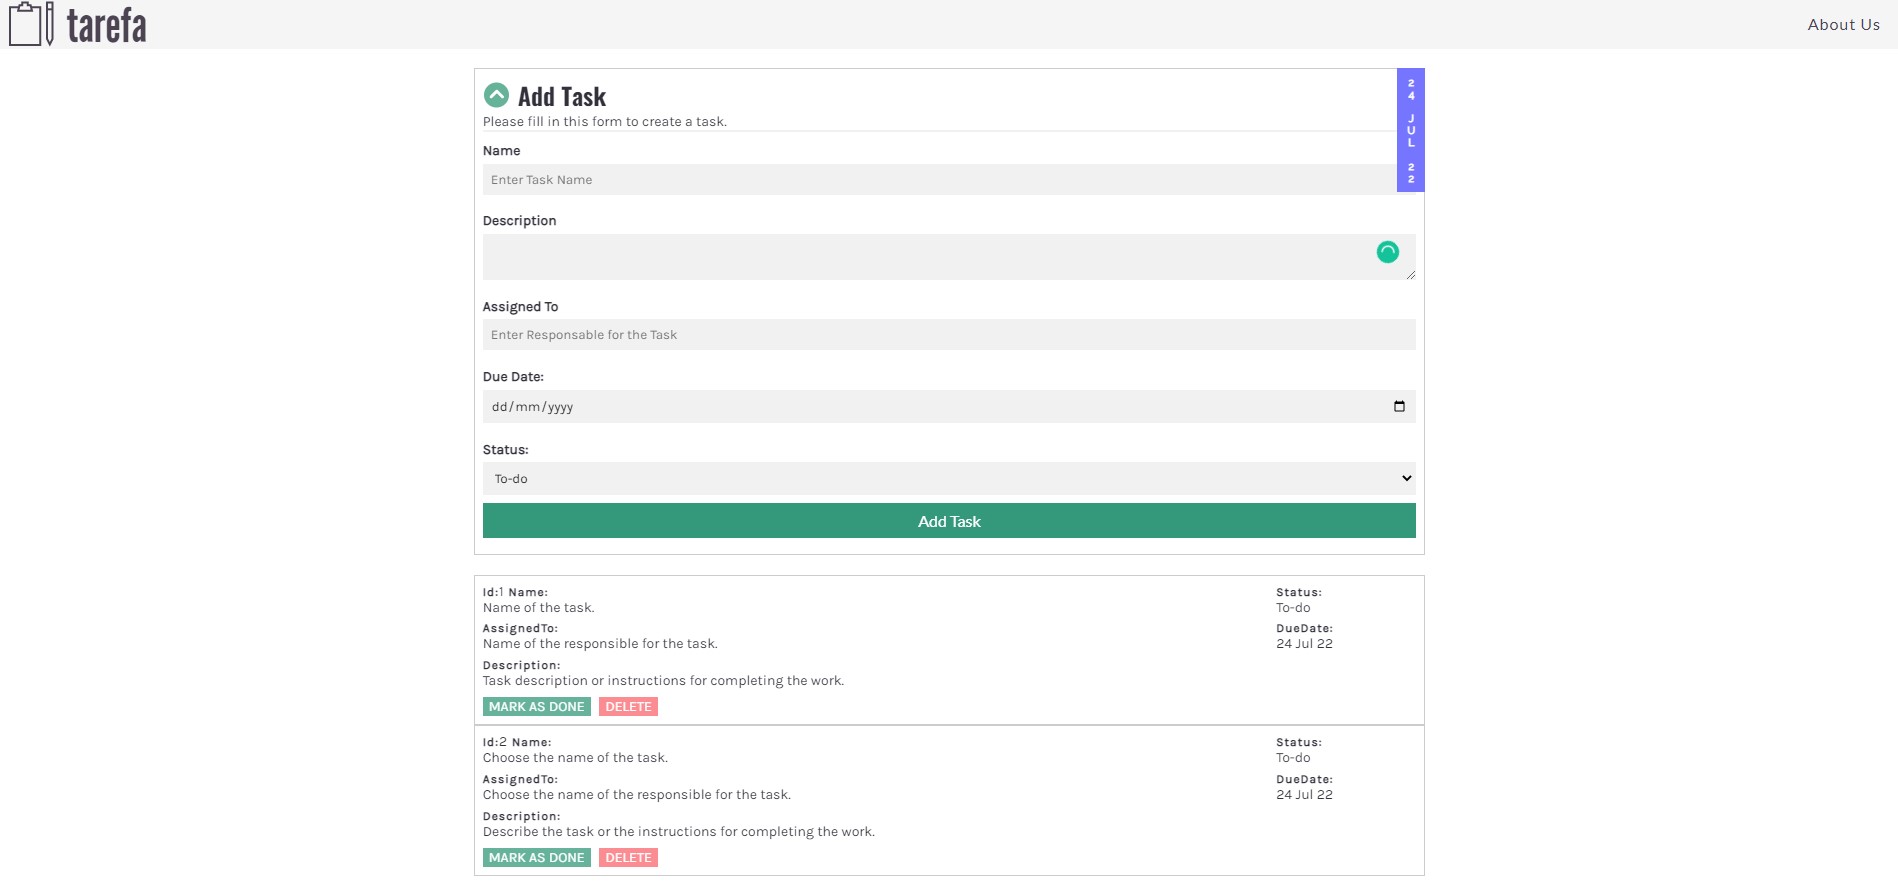 tarefa
About Us
Add Task
24 JUL 22
Please fill in this form to create a task.
Name
Enter Task Name
Description
Assigned To
Enter Responsable for the Task
Due Date:
dd/mm/yyyy
Status:
To-do
Add Task
Id:1 Name:
Name of the task.
Status:
To-do
AssignedTo:
Name of the responsible for the task.
DueDate:
24 Jul 22
Description:
Task description or instructions for completing the work.
MARK AS DONE DELETE
Id:2 Name:
Choose the name of the task.
Status:
To-do
AssignedTo:
Choose the name of the responsible for the task.
DueDate:
24 Jul 22
Description:
Describe the task or the instructions for completing the work.
MARK AS DONE DELETE